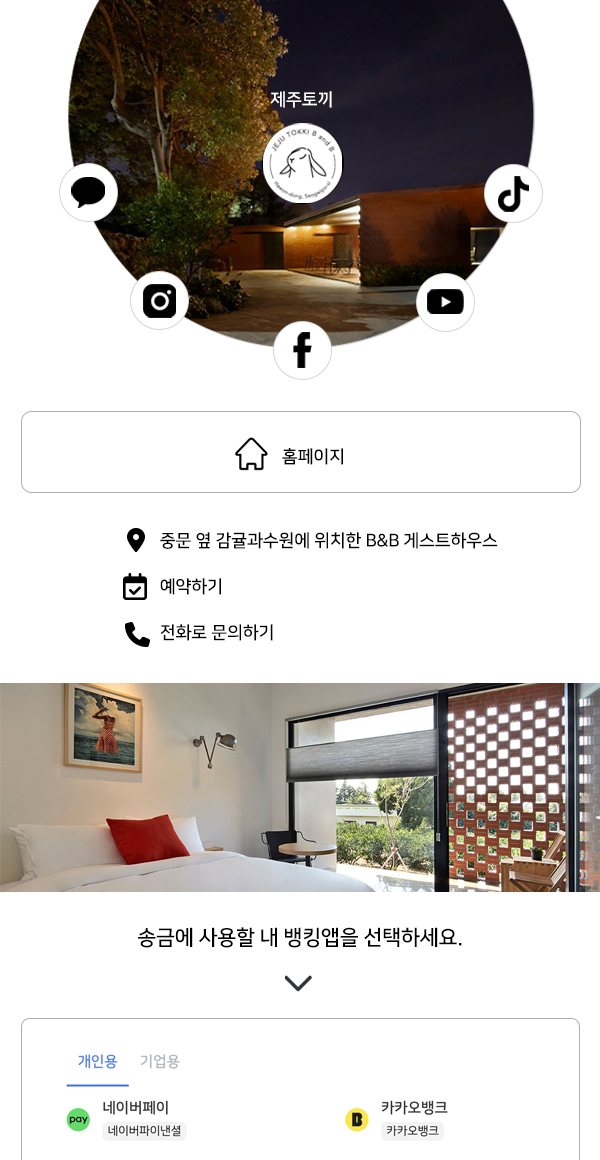 제주토끼
JEJU TOKKI B and B
홈페이지
중문 옆 감귤과수원에 위치한 B&B 게스트하우스
예약하기
전화로 문의하기
송금에 사용할 내 뱅킹앱을 선택하세요.
개인용 기업용
pay 네이버페이
네이버파이낸셜
B 카카오뱅크
카카오뱅크